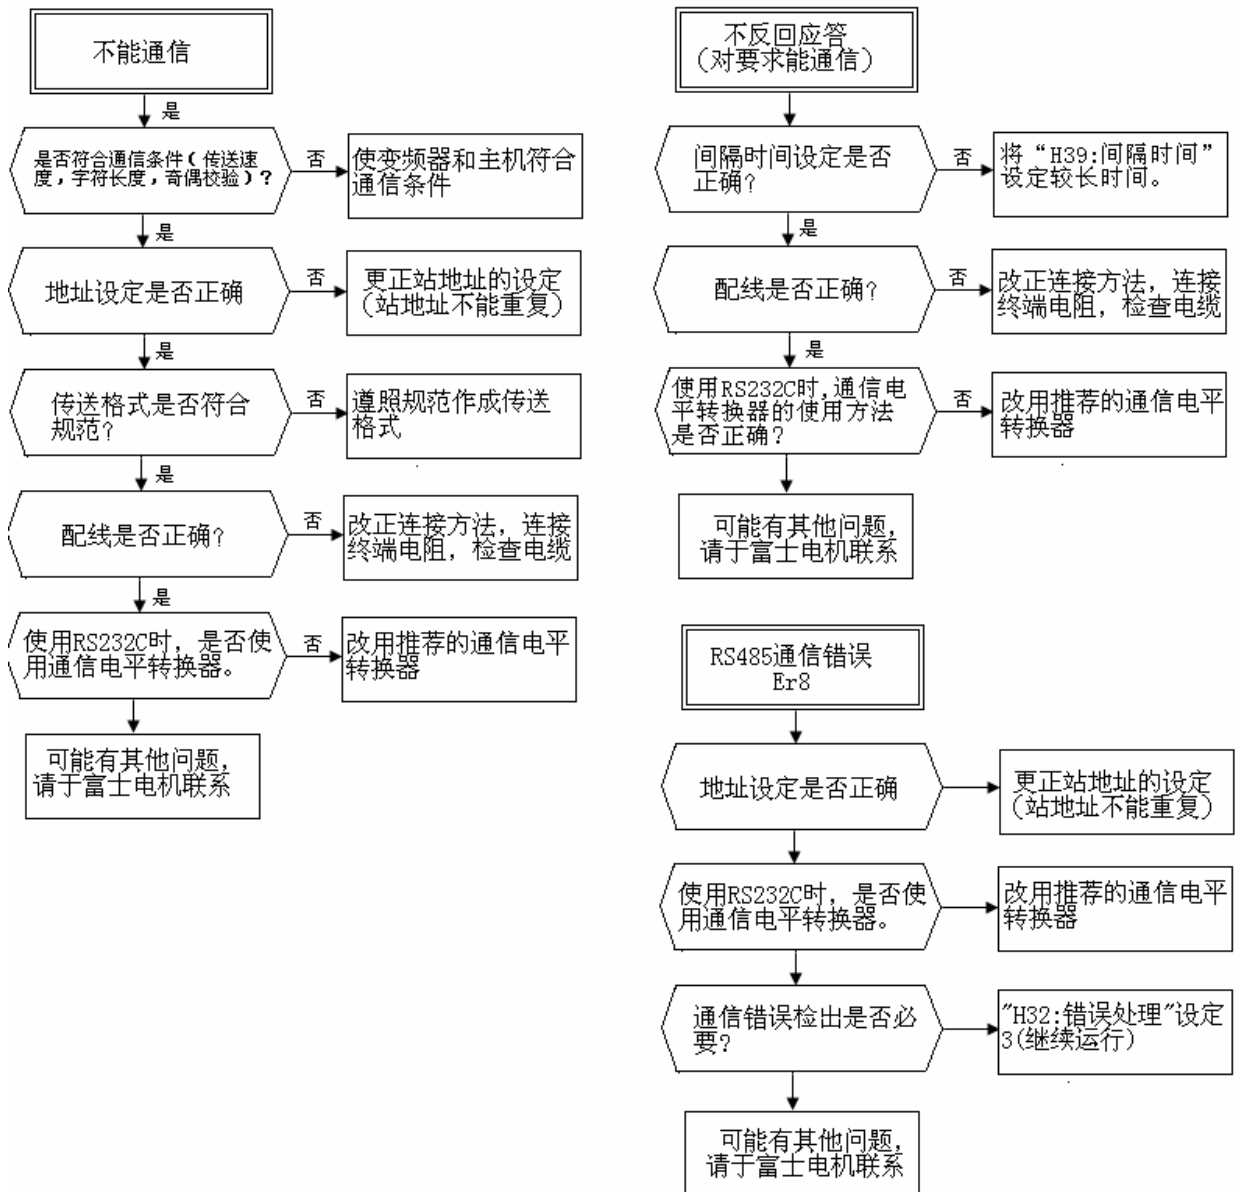 不能通信
是
是否符合通信条件(传送速
度,字符长度,奇偶校验)?
否
使变频器和主机符合
通信条件
是
地址设定是否正确
否
更正站地址的设定
(站地址不能重复)
是
传送格式是否符合
规范?
否
遵照规范作成传送
格式
是
配线是否正确?
否
改正连接方法，连接
终端电阻，检查电缆
是
使用RS232C时，是否使
用通信电平转换器。
否
改用推荐的通信电平
转换器
可能有其他问题，
请于富士电机联系
不反回应答
(对要求能通信)
间隔时间设定是否
正确?
否
将“H39:间隔时间”
设定较长时间。
是
配线是否正确?
否
改正连接方法，连接
终端电阻，检查电缆
是
使用RS232C时,通信电
平转换器的使用方法
是否正确?
否
改用推荐的通信电平
转换器
可能有其他问题，
请于富士电机联系
RS485通信错误
Er8
地址设定是否正确
更正站地址的设定
(站地址不能重复)
使用RS232C时，是否使
用通信电平转换器。
改用推荐的通信电平
转换器
通信错误检出是否必
要?
"H32:错误处理"设定
3(继续运行)
可能有其他问题，
请于富士电机联系